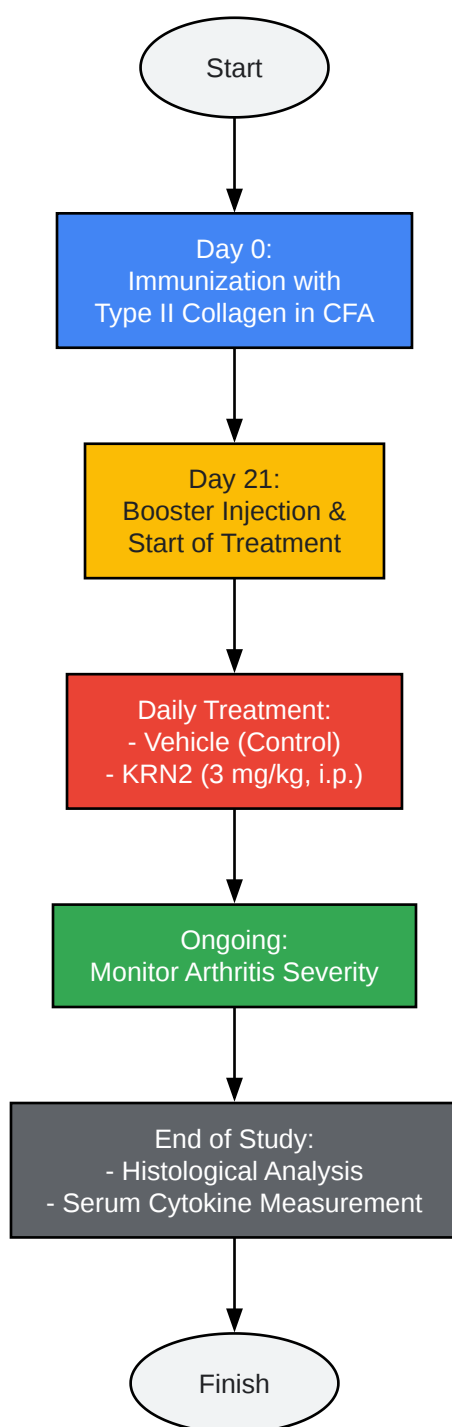 Start
Day 0:
Immunization with
Type II Collagen in CFA
Day 21:
Booster Injection &
Start of Treatment
Daily Treatment:
- Vehicle (Control)
- KRN2 (3 mg/kg, i.p.)
Ongoing:
Monitor Arthritis Severity
End of Study:
- Histological Analysis
- Serum Cytokine Measurement
Finish